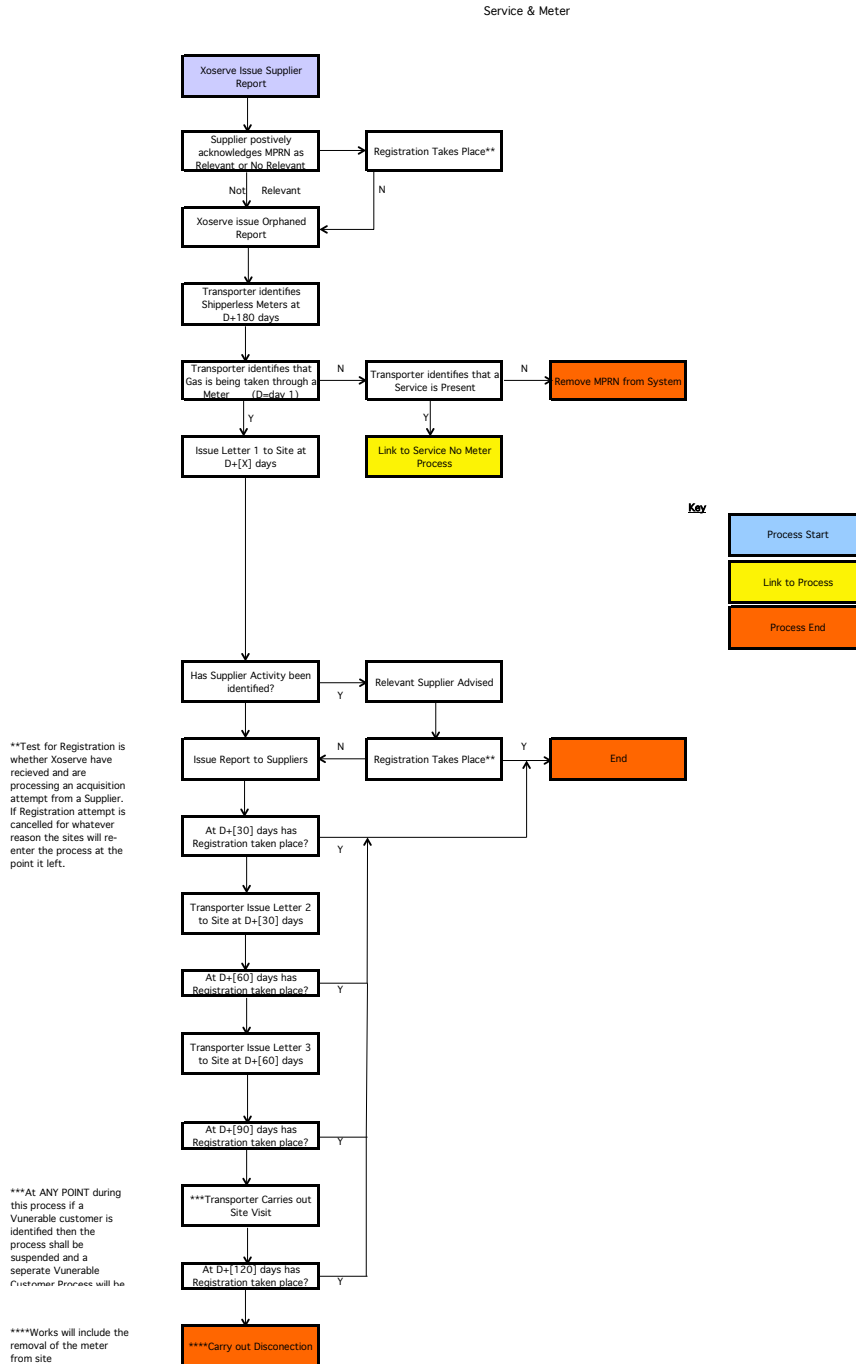 Service & Meter
Xoserve Issue Supplier
Report
Supplier postively
acknowledges MPRN as
Relevant or No Relevant
Registration Takes Place**
Not Relevant
N
Xoserve issue Orphaned
Report
Transporter identifies
Shipperless Meters at
D+180 days
Transporter identifies that
Gas is being taken through a
Meter (D=day 1)
N
Transporter identifies that a
Service is Present
N
Remove MPRN from System
Y
Y
Issue Letter 1 to Site at
D+[X] days
Link to Service No Meter
Process
Key
Process Start
Link to Process
Process End
Has Supplier Activity been
identified?
Y
Relevant Supplier Advised
**Test for Registration is
whether Xoserve have
recieved and are
processing an acquisition
attempt from a Supplier.
If Registration attempt is
cancelled for whatever
reason the sites will re-
enter the process at the
point it left.
Issue Report to Suppliers
N
Registration Takes Place**
Y
End
At D+[30] days has
Registration taken place?
Y
Transporter Issue Letter 2
to Site at D+[30] days
At D+[60] days has
Registration taken place?
Y
Transporter Issue Letter 3
to Site at D+[60] days
At D+[90] days has
Registration taken place?
Y
***At ANY POINT during
this process if a
Vunerable customer is
identified then the
process shall be
suspended and a
seperate Vunerable
Customer Process will be
***Transporter Carries out
Site Visit
At D+[120] days has
Registration taken place?
Y
****Works will include the
removal of the meter
from site
****Carry out Disconection